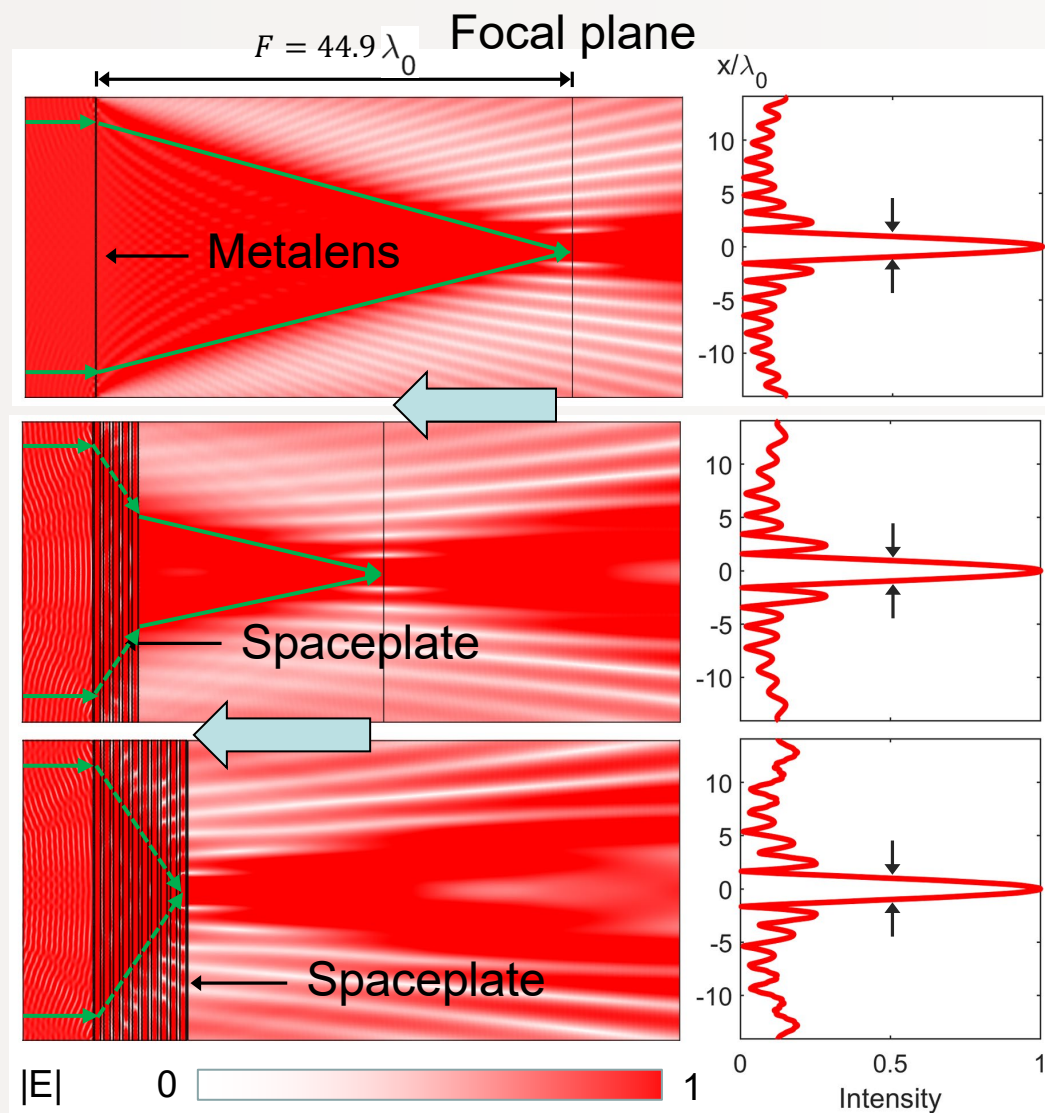 Focal plane
F = 44.9 λ₀
x/λ₀
10
5
0
-5
-10
Metalens
10
5
0
-5
-10
Spaceplate
10
5
0
-5
-10
Spaceplate
0 0.5 1
Intensity
|E| 0 1